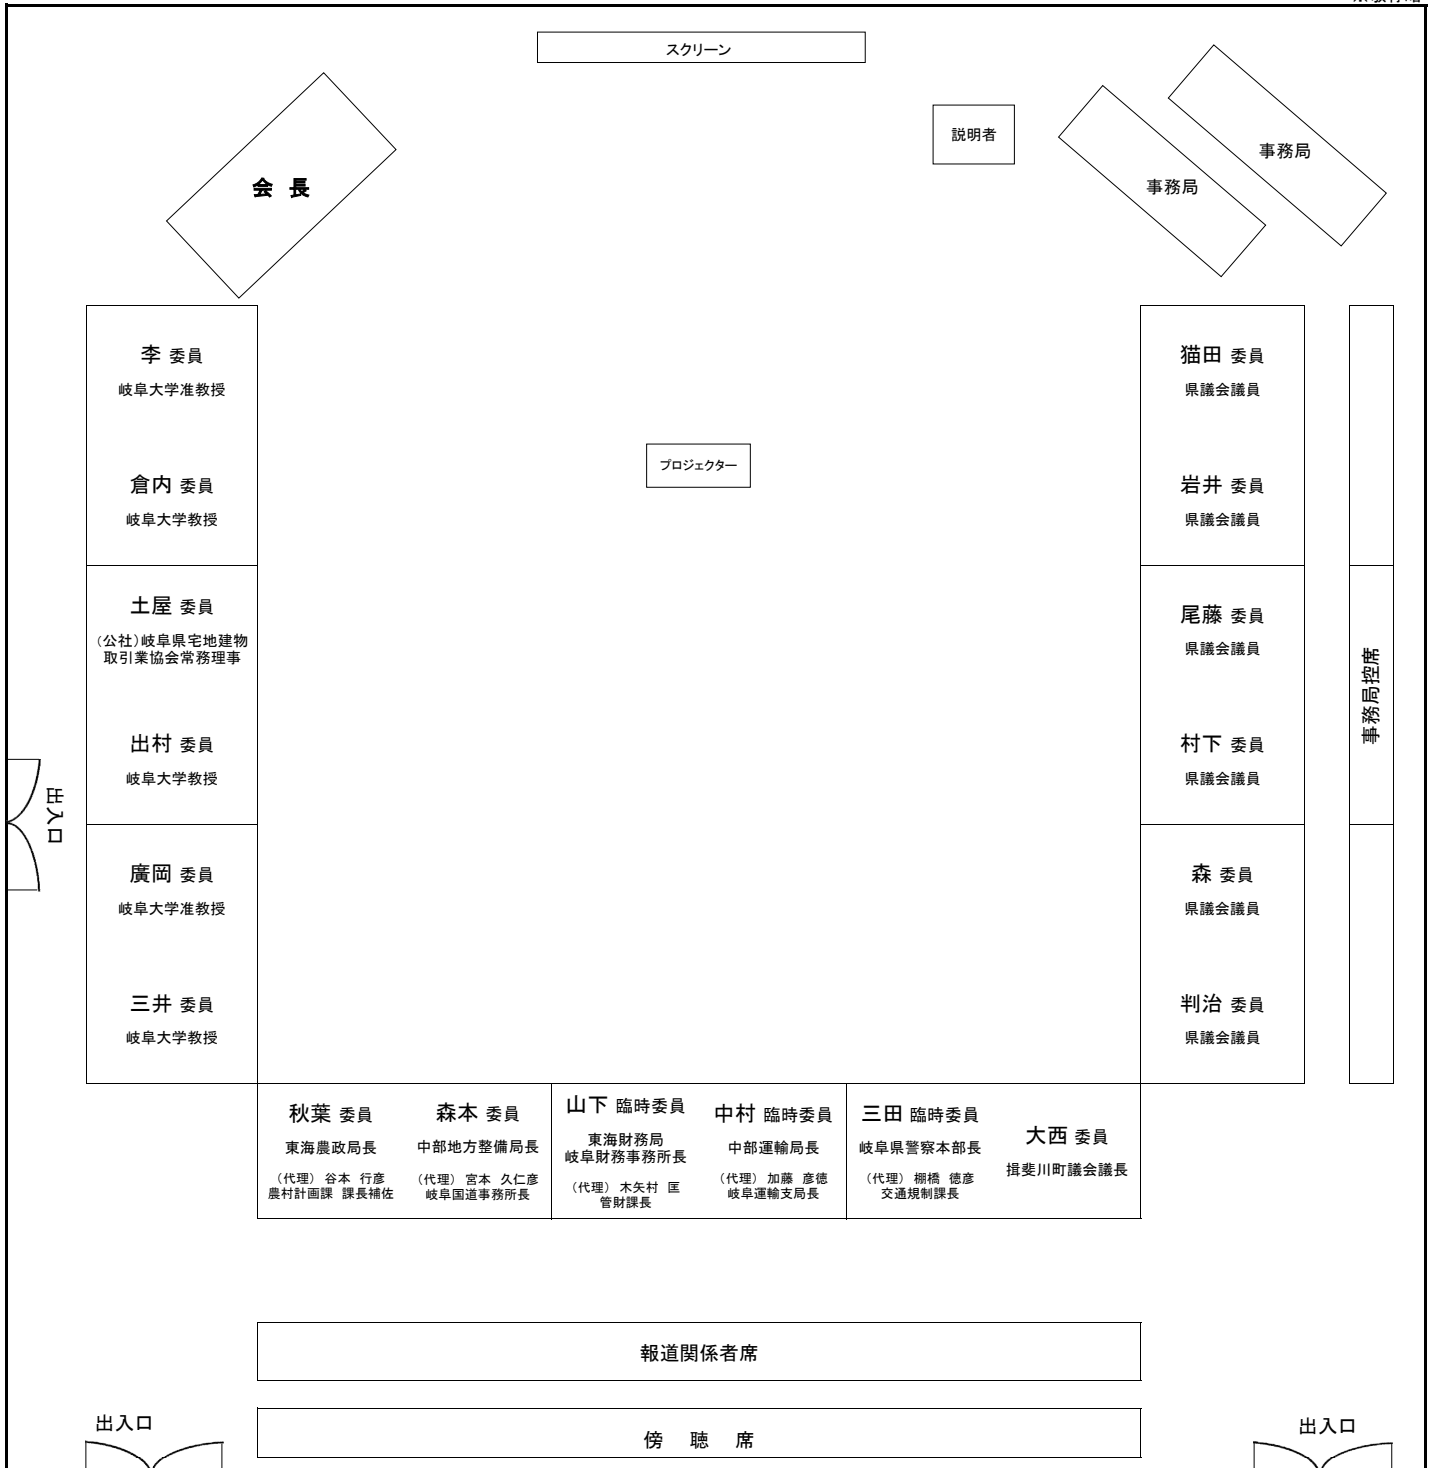 スクリーン
説明者
事務局
事務局
会 長
李 委員
岐阜大学准教授
倉内 委員
岐阜大学教授
土屋 委員
（公社）岐阜県宅地建物
取引業協会常務理事
出村 委員
岐阜大学教授
廣岡 委員
岐阜大学准教授
三井 委員
岐阜大学教授
出入口
プロジェクター
猫田 委員
県議会議員
岩井 委員
県議会議員
尾藤 委員
県議会議員
村下 委員
県議会議員
森 委員
県議会議員
判治 委員
県議会議員
事務局控席
秋葉 委員
東海農政局長
（代理） 谷本 行彦
農村計画課 課長補佐
森本 委員
中部地方整備局長
（代理） 宮本 久仁彦
岐阜国道事務所長
山下 臨時委員
東海財務局
岐阜財務事務所長
（代理） 木矢村 匡
管財課長
中村 臨時委員
中部運輸局長
（代理） 加藤 彦徳
岐阜運輸支局長
三田 臨時委員
岐阜県警察本部長
（代理） 棚橋 徳彦
交通規制課長
大西 委員
揖斐川町議会議長
報道関係者席
傍 聴 席
出入口
出入口